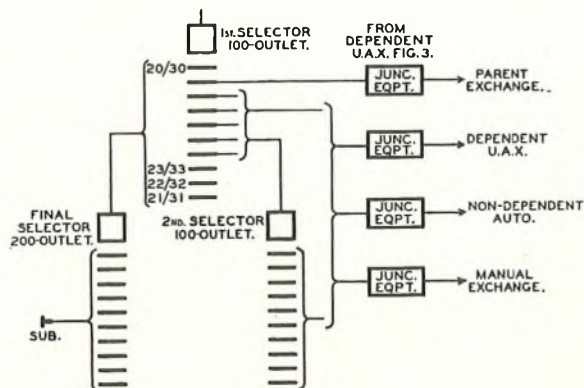 1ST. SELECTOR
100-OUTLET.
FROM
DEPENDENT
U.A.X. FIG. 3.
20/30
JUNC.
EQPT.
PARENT
EXCHANGE.
JUNC.
EQPT.
DEPENDENT
U.A.X.
23/33
22/32
21/31
FINAL
SELECTOR
200-OUTLET.
2ND. SELECTOR
100-OUTLET.
JUNC.
EQPT.
NON-DEPENDENT
AUTO.
JUNC.
EQPT.
MANUAL
EXCHANGE.
SUB.